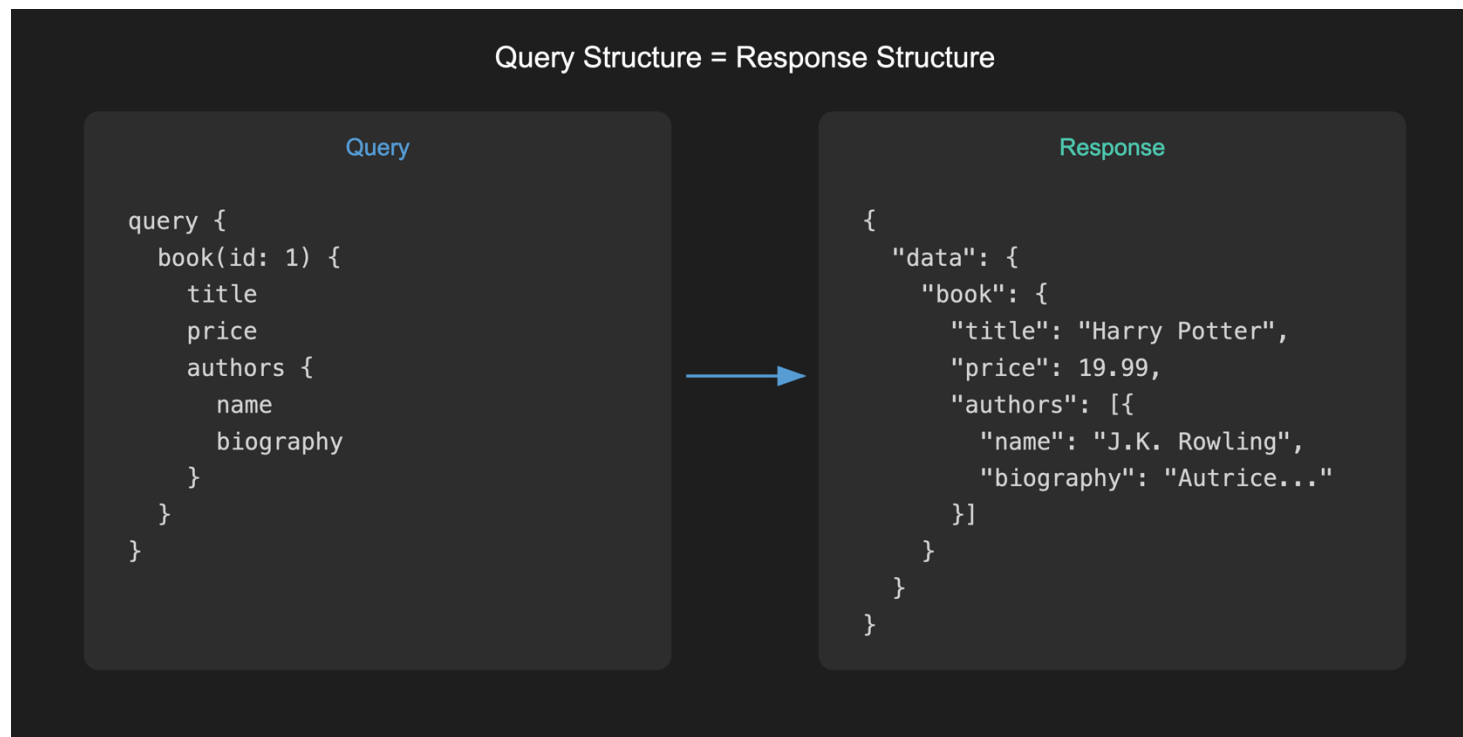 Query Structure = Response Structure
Query
query {
  book(id: 1) {
    title
    price
    authors {
      name
      biography
    }
  }
}
Response
{
  "data": {
    "book": {
      "title": "Harry Potter",
      "price": 19.99,
      "authors": [{
        "name": "J.K. Rowling",
        "biography": "Autrice..."
      }]
    }
  }
}